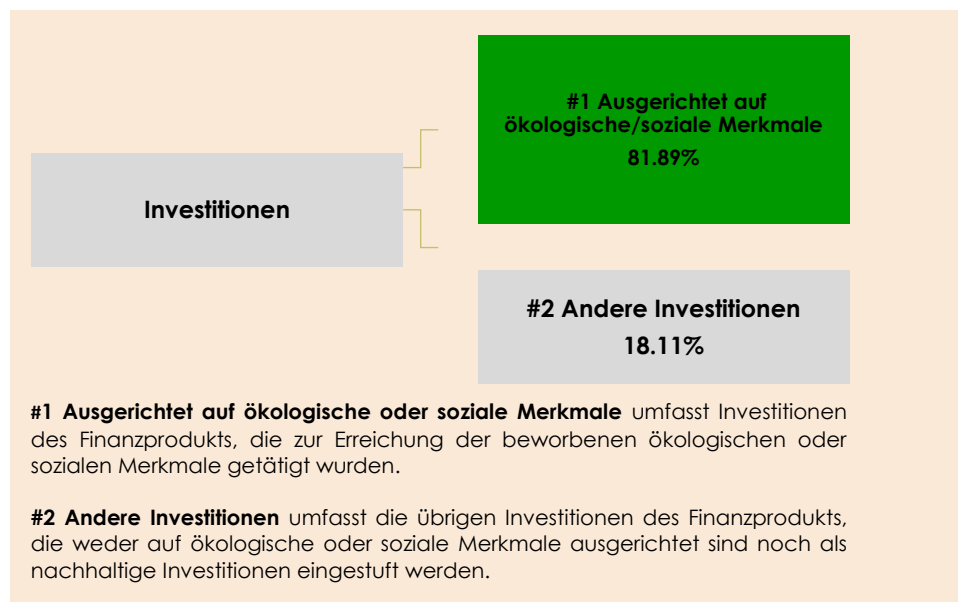 #1 Ausgerichtet auf
ökologische/soziale Merkmale
81.89%
Investitionen
#2 Andere Investitionen
18.11%
#1 Ausgerichtet auf ökologische oder soziale Merkmale umfasst Investitionen
des Finanzprodukts, die zur Erreichung der beworbenen ökologischen oder
sozialen Merkmale getätigt wurden.
#2 Andere Investitionen umfasst die übrigen Investitionen des Finanzprodukts,
die weder auf ökologische oder soziale Merkmale ausgerichtet sind noch als
nachhaltige Investitionen eingestuft werden.